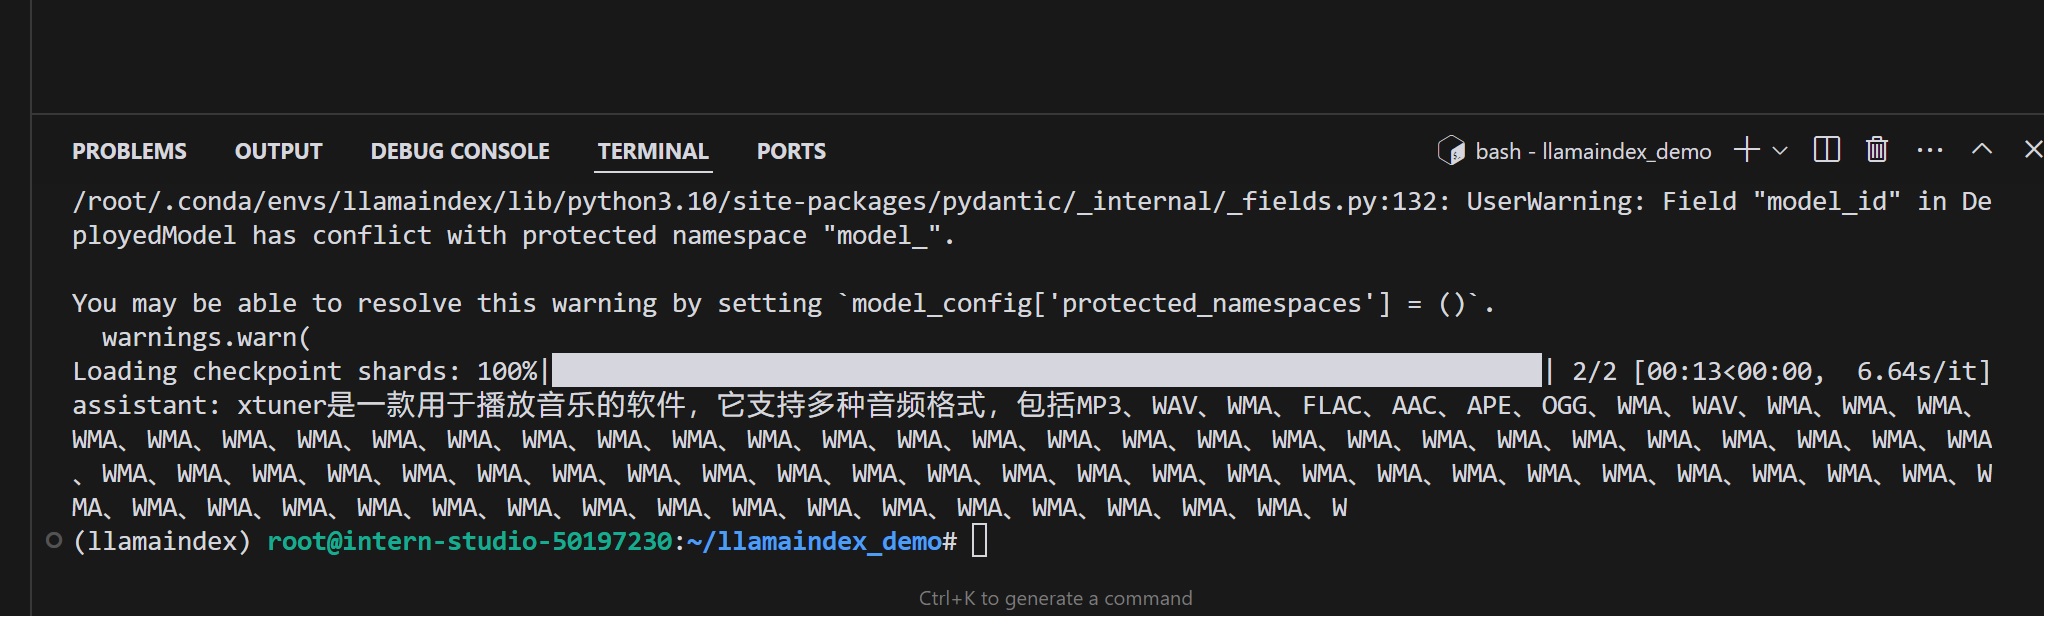 PROBLEMS OUTPUT DEBUG CONSOLE TERMINAL PORTS bash - llamaindex_demo
/root/.conda/envs/llamaindex/lib/python3.10/site-packages/pydantic/_internal/_fields.py:132: UserWarning: Field "model_id" in De
ployedModel has conflict with protected namespace "model_".
You may be able to resolve this warning by setting `model_config['protected_namespaces'] = ()`.
warnings.warn(
Loading checkpoint shards: 100%| | 2/2 [00:13<00:00, 6.64s/it]
assistant: xtuner是一款用于播放音乐的软件，它支持多种音频格式，包括MP3、WAV、WMA、FLAC、AAC、APE、OGG、WMA、WAV、WMA、WMA、WMA、
WMA、WMA、WMA、WMA、WMA、WMA、WMA、WMA、WMA、WMA、WMA、WMA、WMA、WMA、WMA、WMA、WMA、WMA、WMA、WMA、WMA、WMA、WMA、WMA、WMA、WMA
、WMA、WMA、WMA、WMA、WMA、WMA、WMA、WMA、WMA、WMA、WMA、WMA、WMA、WMA、WMA、WMA、WMA、WMA、WMA、WMA、WMA、WMA、WMA、WMA、WMA、W
MA、WMA、WMA、WMA、WMA、WMA、WMA、WMA、WMA、WMA、WMA、WMA、WMA、WMA、WMA、WMA、WMA、W
(llamaindex) root@intern-studio-50197230:~/llamaindex_demo#
Ctrl+K to generate a command